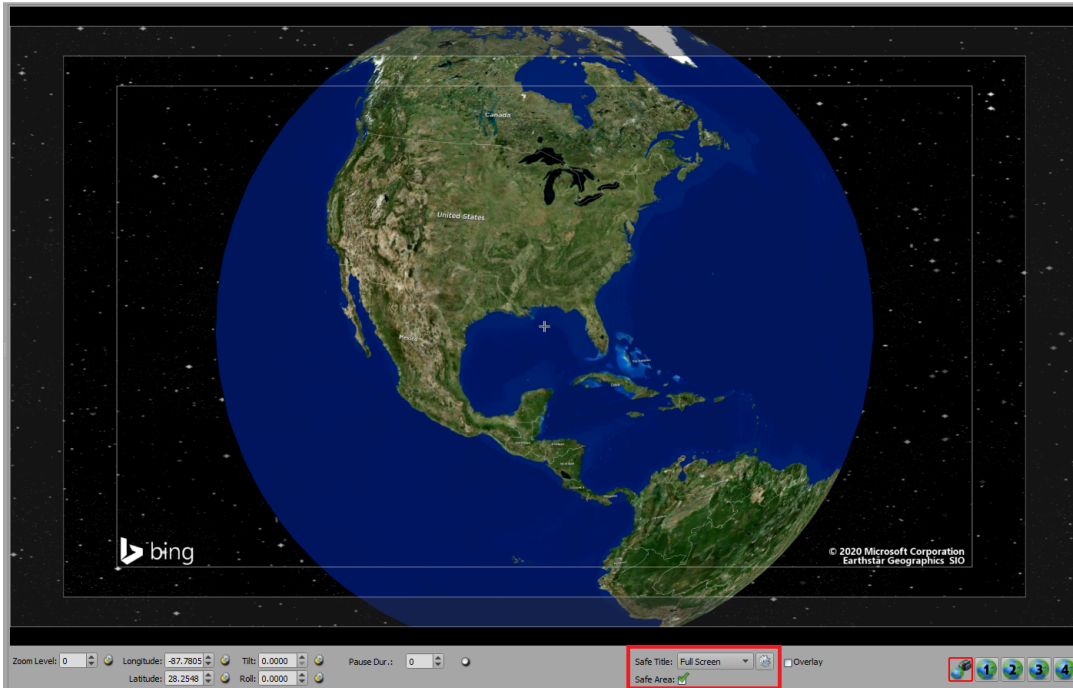 Canada
United States
Mexico
Cuba
bing
© 2020 Microsoft Corporation
Earthstar Geographics SIO
Zoom Level: 0 Longitude: -87.7805 Tilt: 0.0000 Pause Dur.: 0 Safe Title: Full Screen Overlay
Latitude: 28.2548 Roll: 0.0000 Safe Area:
1 2 3 4